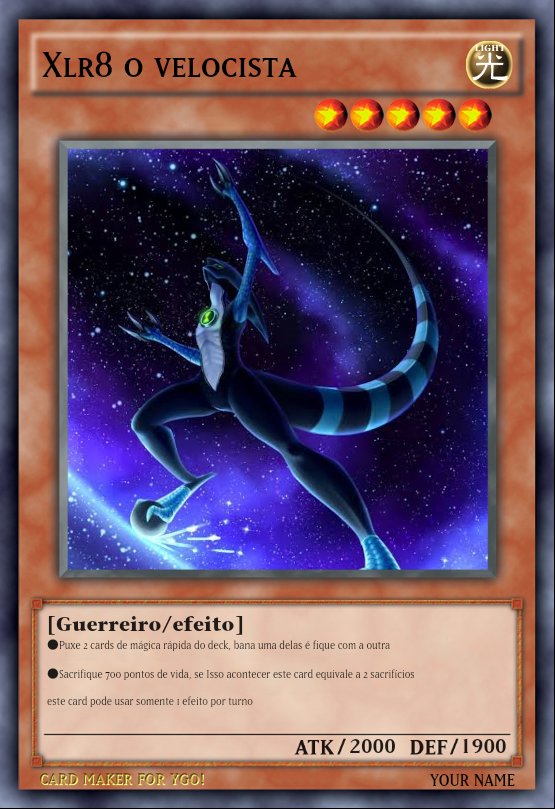 Xlr8 o velocista
LIGHT
光
[Guerreiro/efeito]
●Puxe 2 cards de mágica rápida do deck, bana uma delas é fique com a outra
●Sacrifique 700 pontos de vida, se Isso acontecer este card equivale a 2 sacrifícios
este card pode usar somente 1 efeito por turno
ATK/2000 DEF/1900
CARD MAKER FOR YGO! YOUR NAME